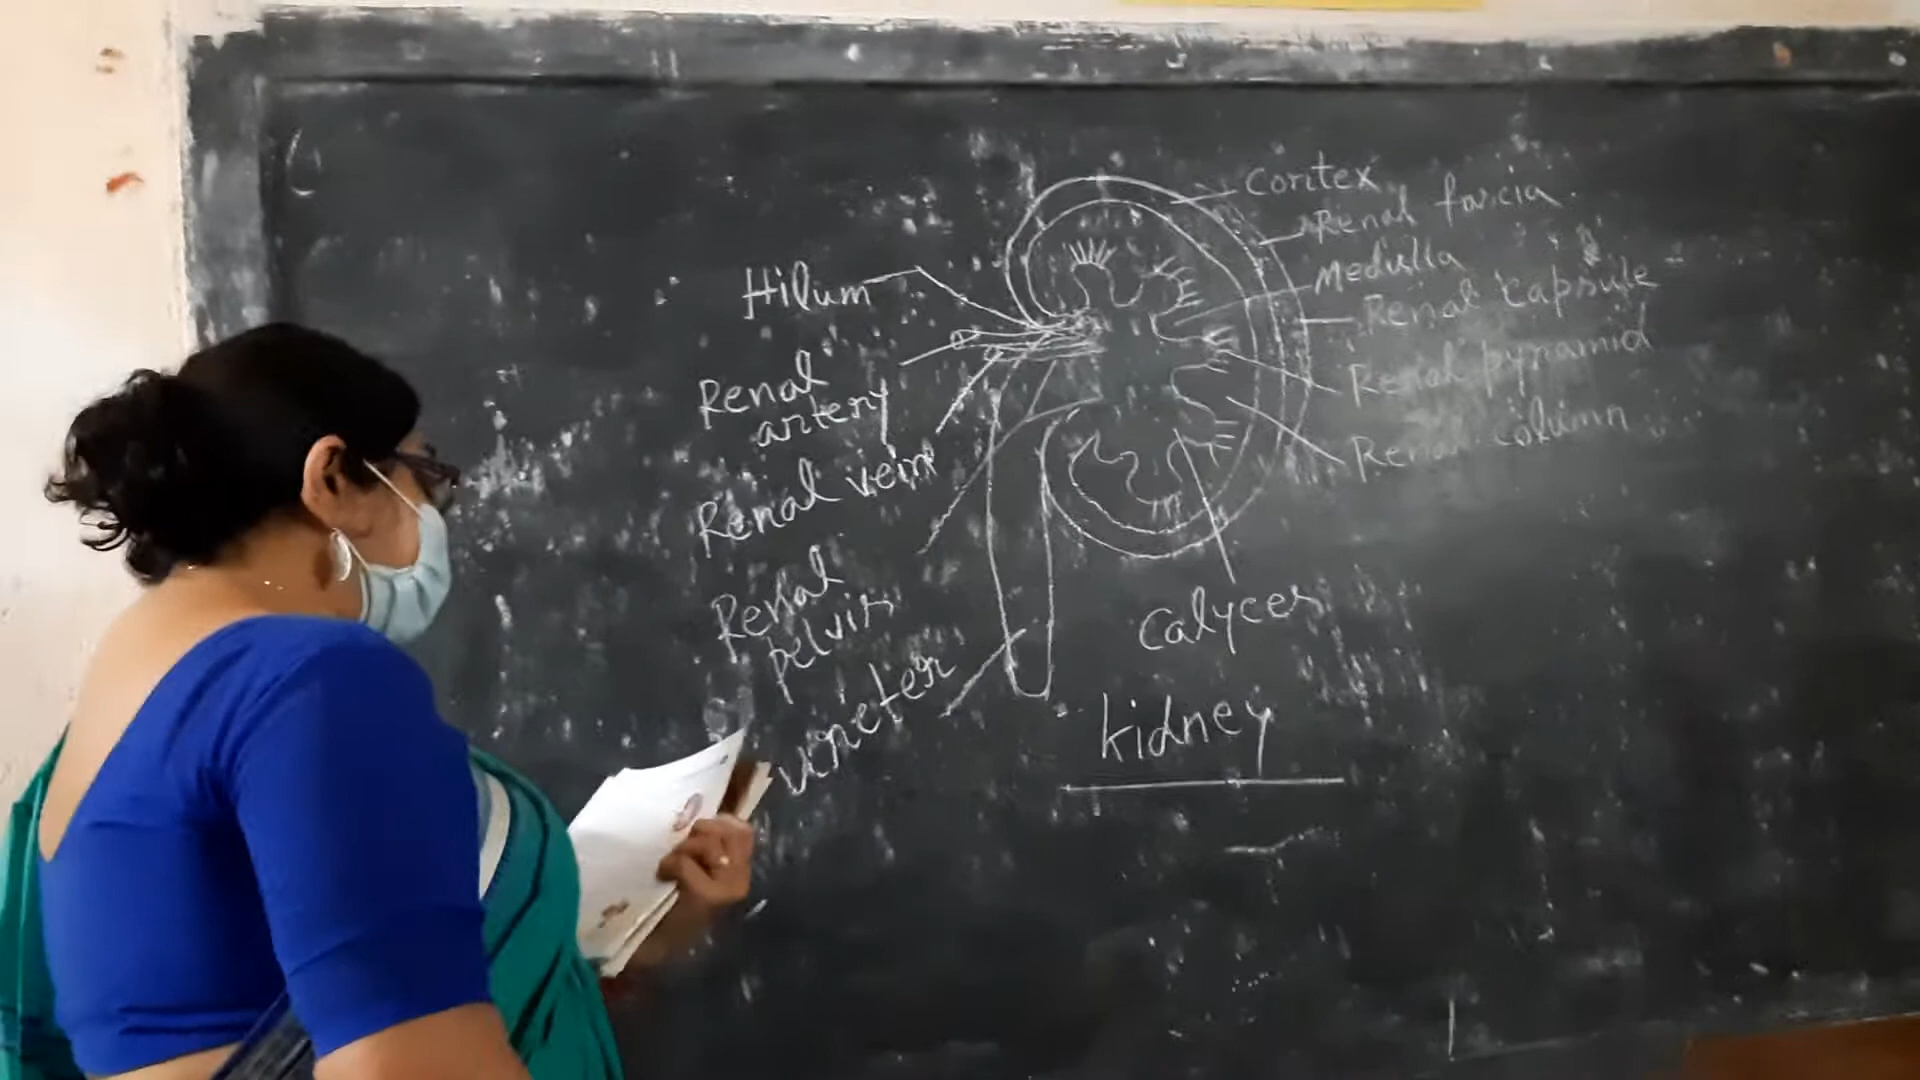 Hilum
Renal
artery
Renal vein
Renal
pelvis
ureter
Coritex
Renal fascia
Medulla
Renal capsule
Renal pyramid
Renal column
Calyces
kidney